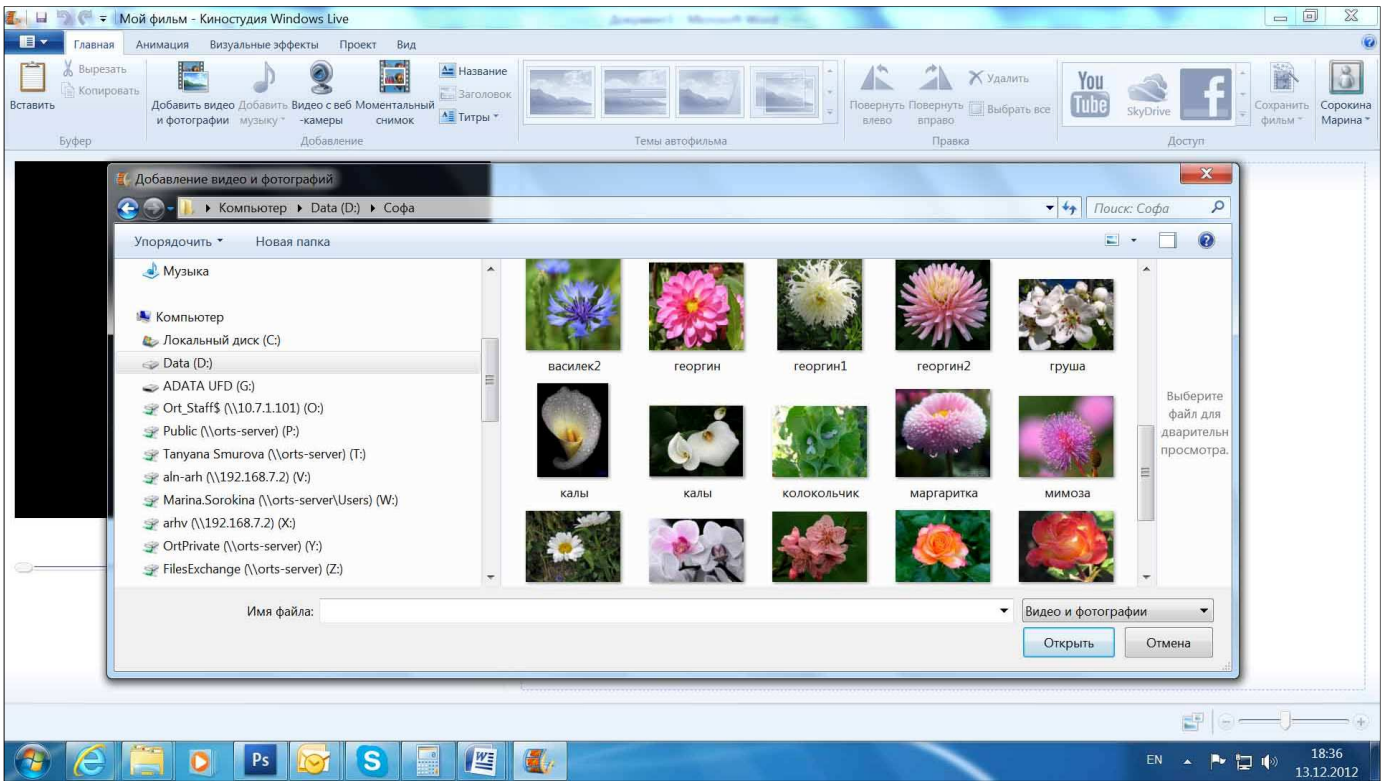 Мой фильм - Киностудия Windows Live
Главная Анимация Визуальные эффекты Проект Вид
Вставить
Вырезать
Копировать
Буфер
Добавить видео и фотографии
Добавить музыку
Видео с веб-камеры
Моментальный снимок
Название
Заголовок
Титры
Добавление
Темы автофильма
Повернуть влево
Повернуть вправо
Удалить
Выбрать все
Правка
You Tube
SkyDrive
f
Доступ
Сохранить фильм
Сорокина Марина
Добавление видео и фотографий
Компьютер Data (D:) Софа
Поиск: Софа
Упорядочить Новая папка
Музыка
Компьютер
Локальный диск (C:)
Data (D:)
ADATA UFD (G:)
Ort_Staff$ (\\10.7.1.101) (O:)
Public (\\orts-server) (P:)
Tanyana Smurova (\\orts-server) (T:)
aln-arh (\\192.168.7.2) (V:)
Marina.Sorokina (\\orts-server\Users) (W:)
arhv (\\192.168.7.2) (X:)
OrtPrivate (\\orts-server) (Y:)
FilesExchange (\\orts-server) (Z:)
василек2 георгин георгин1 георгин2 груша
калы калы колокольчик маргаритка мимоза
Выберите
файл для
дварительн
просмотра.
Имя файла:
Видео и фотографии
Открыть Отмена
Ps
S
W
EN
18:36
13.12.2012